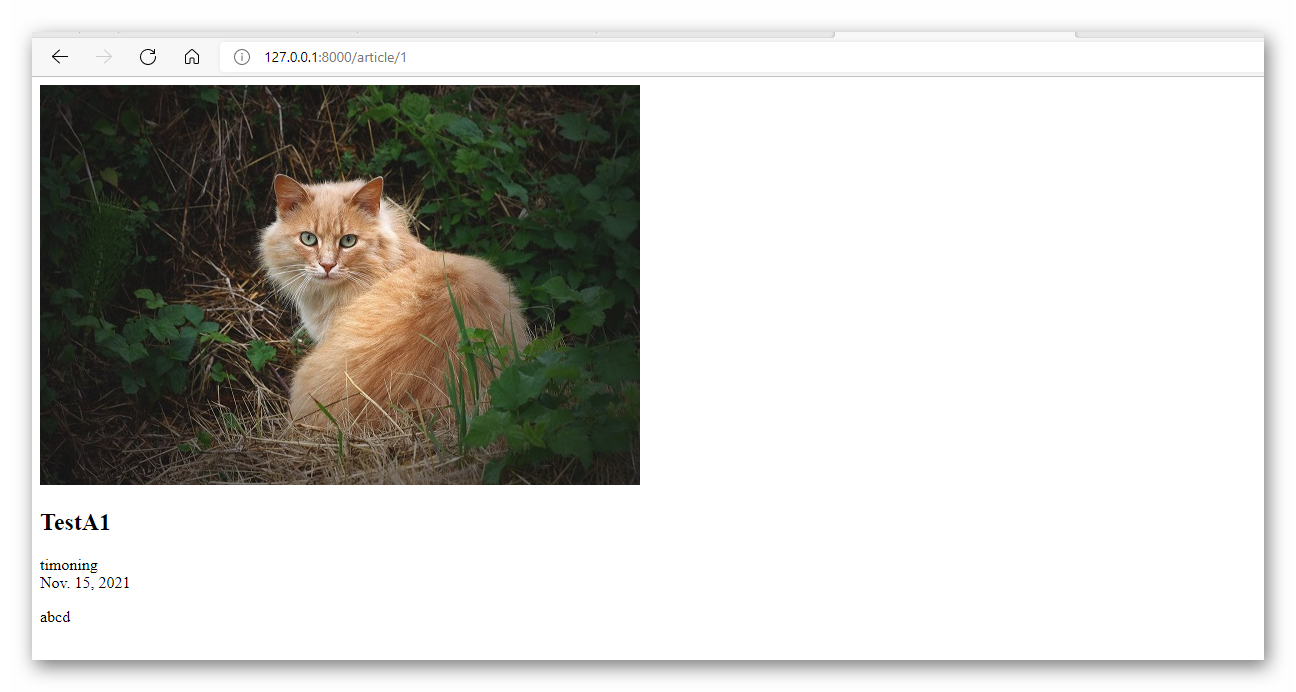 127.0.0.1:8000/article/1
TestA1
timoning
Nov. 15, 2021
abcd